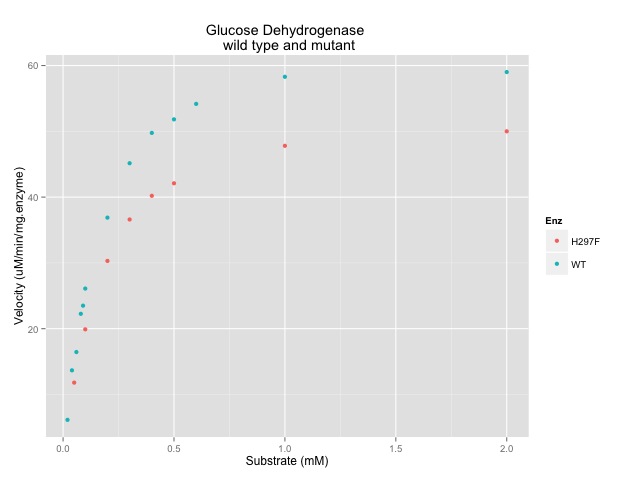 Glucose Dehydrogenase
wild type and mutant
60
40
20
Velocity (uM/min/mg.enzyme)
0.0
0.5
1.0
1.5
2.0
Substrate (mM)
Enz
H297F
WT